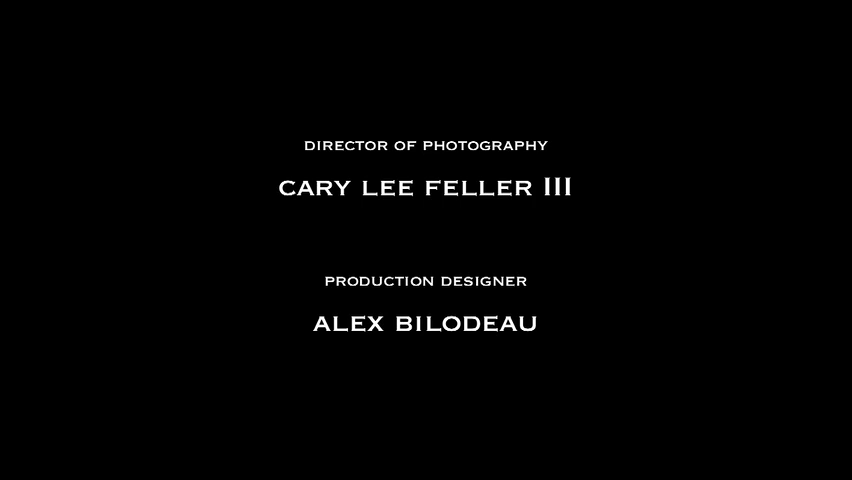 DIRECTOR OF PHOTOGRAPHY
CARY LEE FELLER III
PRODUCTION DESIGNER
ALEX BILODEAU